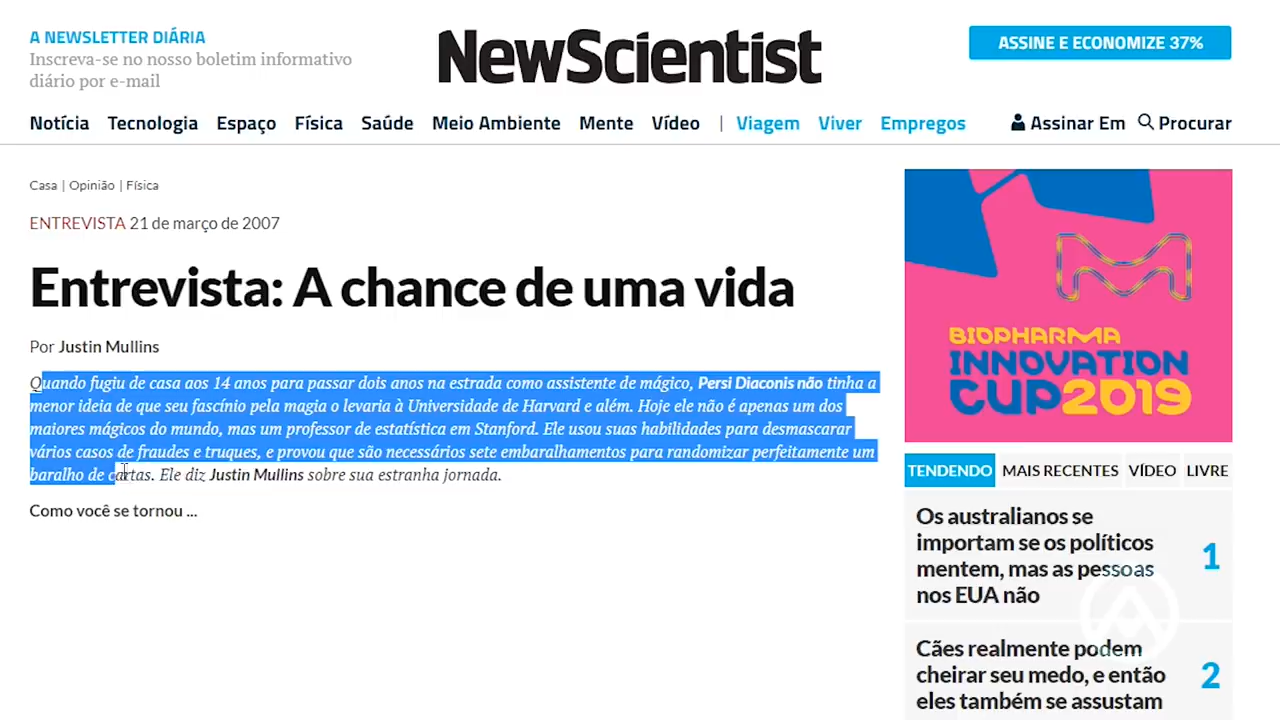 A NEWSLETTER DIÁRIA
Inscreva-se no nosso boletim informativo
diário por e-mail
NewScientist
ASSINE E ECONOMIZE 37%
Notícia Tecnologia Espaço Física Saúde Meio Ambiente Mente Vídeo | Viagem Viver Empregos Assinar Em Procurar
Casa | Opinião | Física
ENTREVISTA 21 de março de 2007
Entrevista: A chance de uma vida
Por Justin Mullins
Quando fugiu de casa aos 14 anos para passar dois anos na estrada como assistente de mágico, Persi Diaconis não tinha a
menor ideia de que seu fascínio pela magia o levaria à Universidade de Harvard e além. Hoje ele não é apenas um dos
maiores mágicos do mundo, mas um professor de estatística em Stanford. Ele usou suas habilidades para desmascarar
vários casos de fraudes e truques, e provou que são necessários sete embaralhamentos para randomizar perfeitamente um
baralho de cartas. Ele diz Justin Mullins sobre sua estranha jornada.
Como você se tornou ...
BIOPHARMA
INNOVATION
CUP2019
TENDENDO MAIS RECENTES VÍDEO LIVRE
Os australianos se
importam se os políticos
mentem, mas as pessoas
nos EUA não
1
Cães realmente podem
cheirar seu medo, e então
eles também se assustam
2